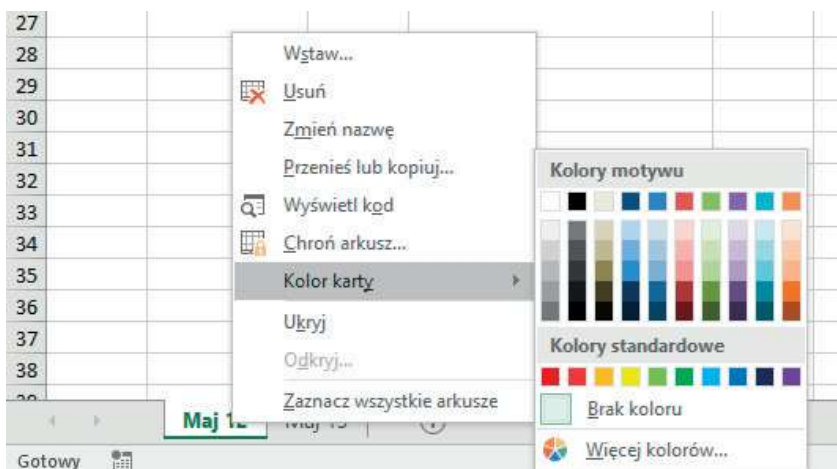 27
28
29
30
31
32
33
34
35
36
37
38
Wstaw...
Usuń
Zmień nazwę
Przenieś lub kopiuj...
Wyświetl kod
Chroń arkusz...
Kolor karty
Ukryj
Odkryj...
Zaznacz wszystkie arkusze
Kolory motywu
Kolory standardowe
Brak koloru
Więcej kolorów...
Maj 12
Gotowy